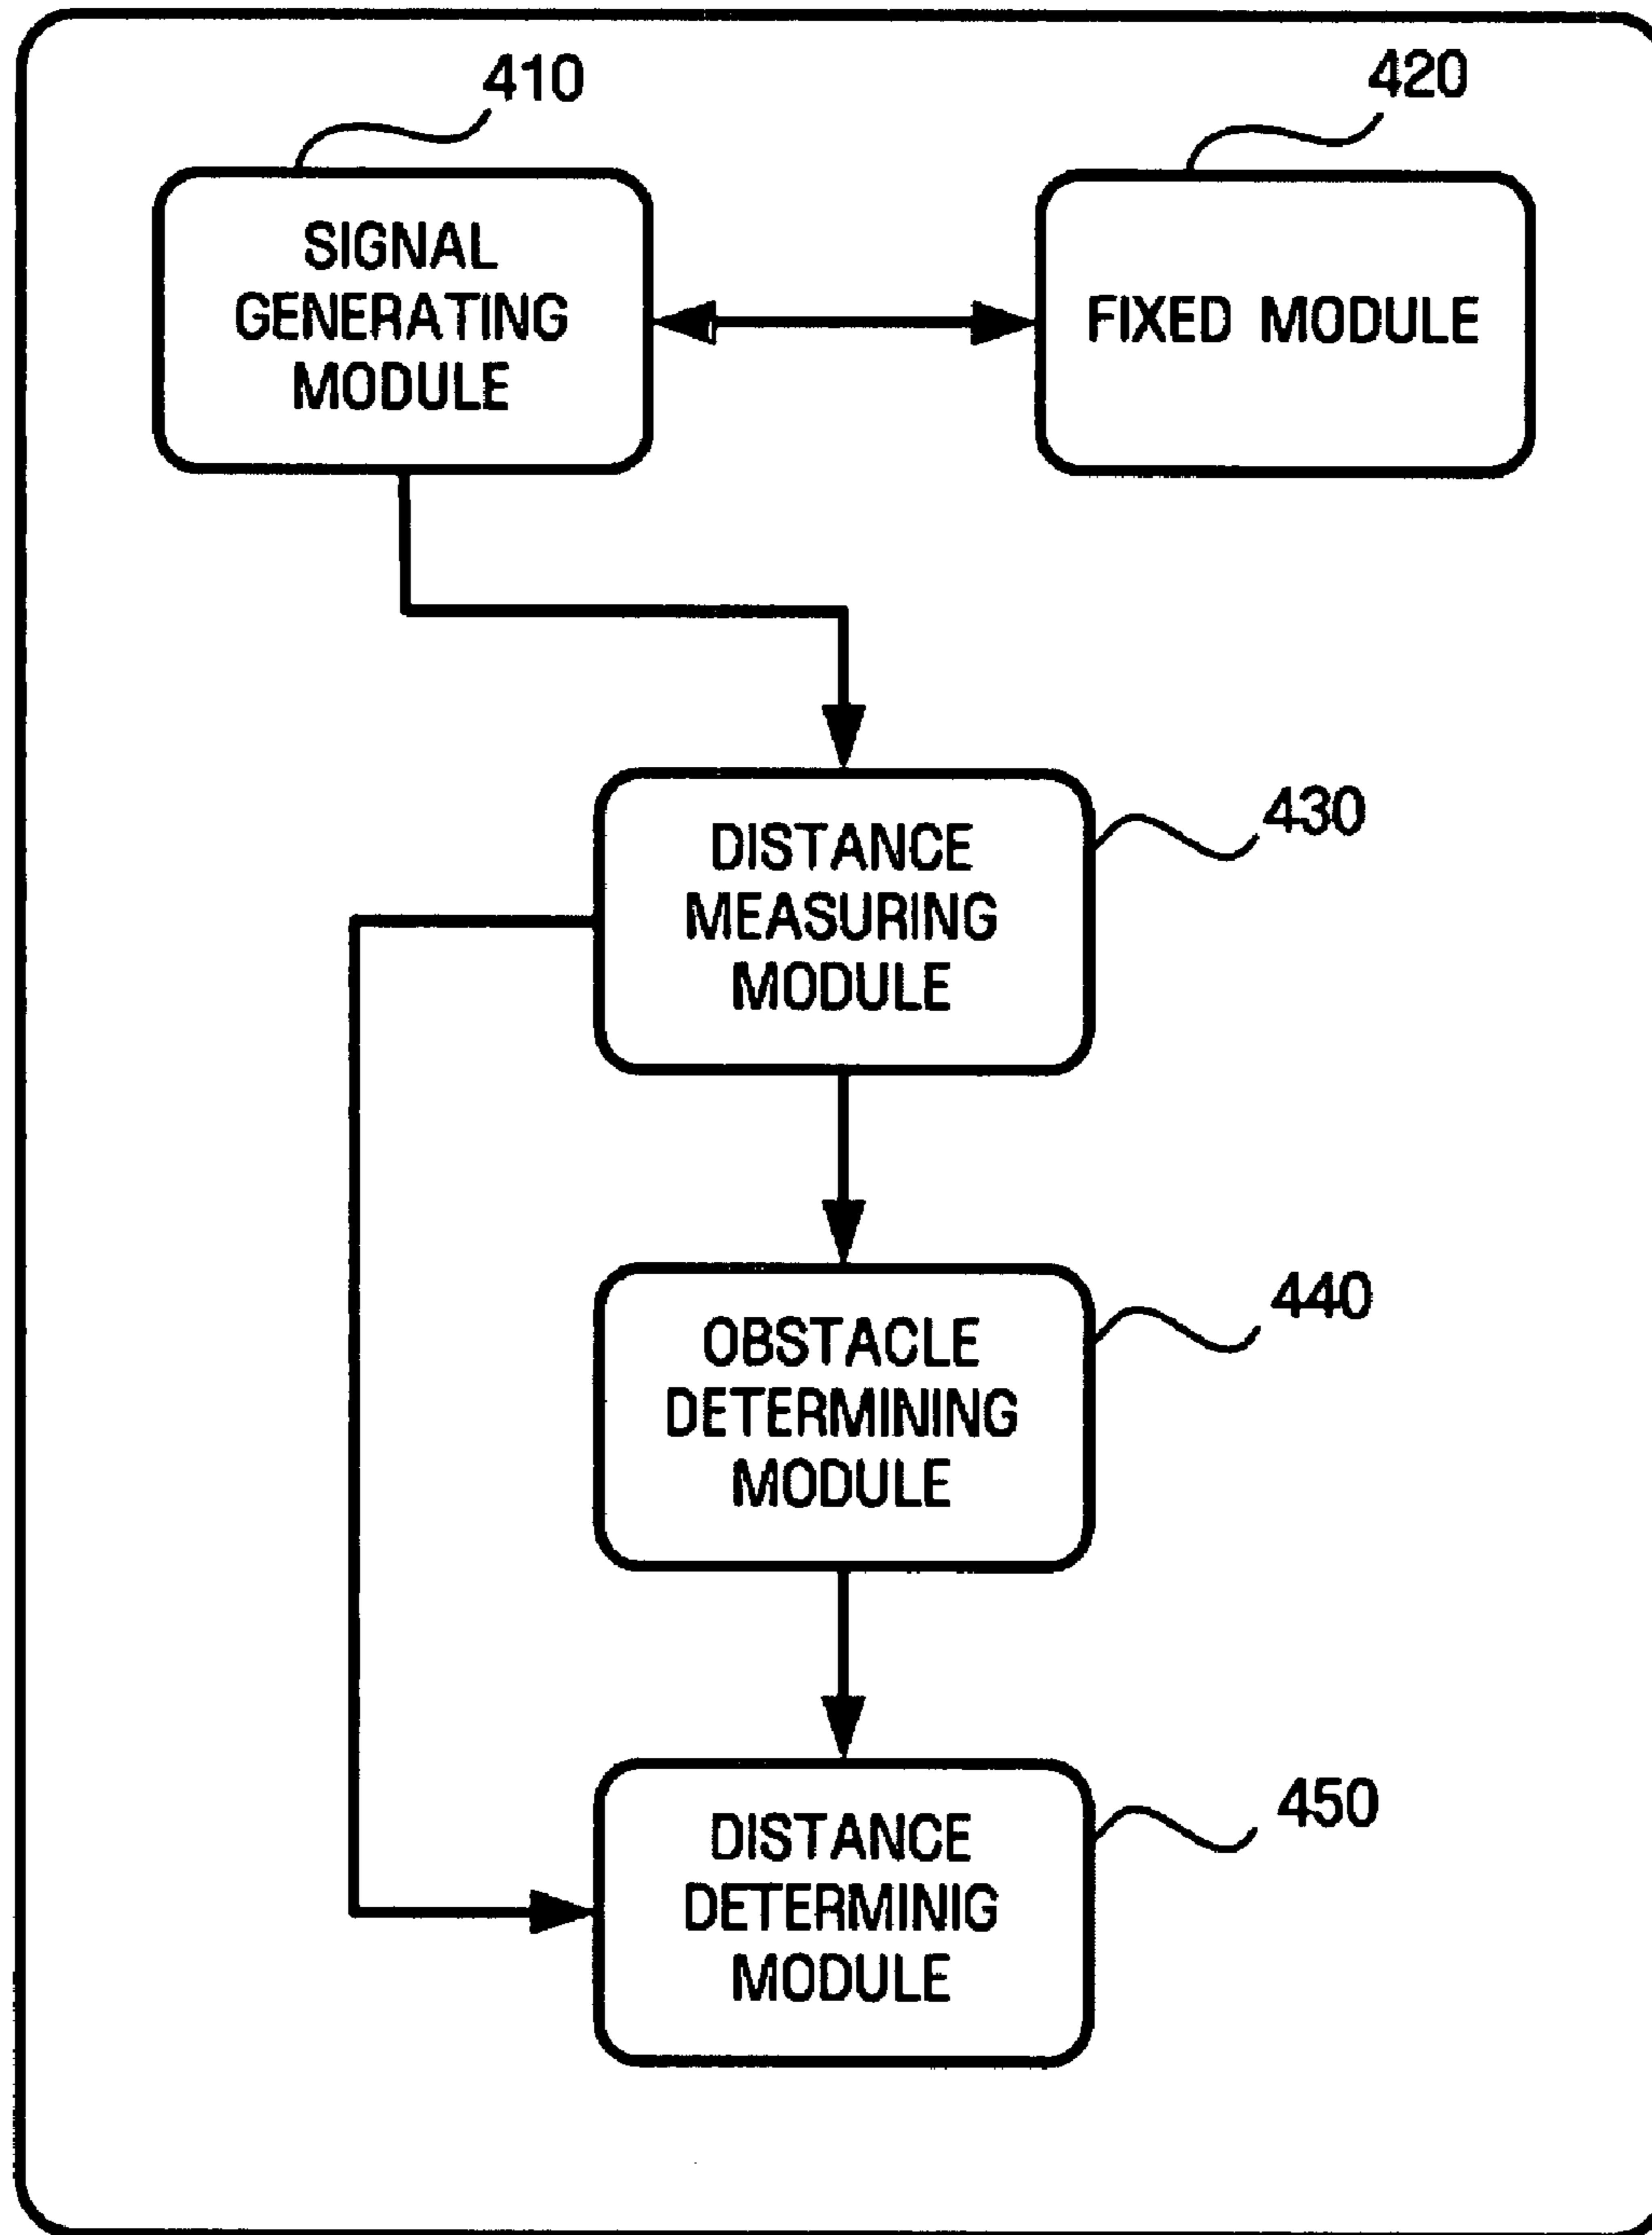 410
420
SIGNAL
GENERATING
MODULE
FIXED MODULE
430
DISTANCE
MEASURING
MODULE
440
OBSTACLE
DETERMINING
MODULE
450
DISTANCE
DETERMINIG
MODULE